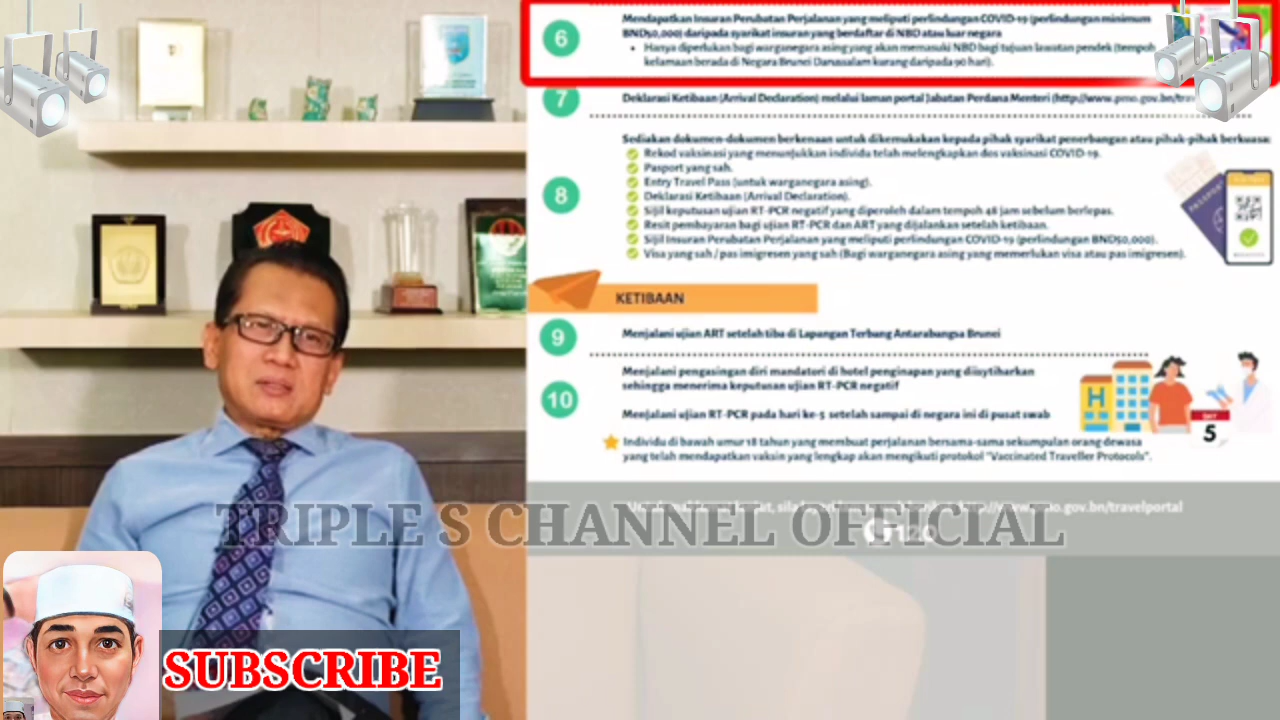 6
Mendapatkan Insuran Perubatan Perjalanan yang meliputi perlindungan COVID-19 (perlindungan minimum
BND50,000) daripada syarikat insuran yang berdaftar di NBD atau luar negara
Hanya diperlukan bagi warganegara asing yang akan memasuki NBD bagi tujuan lawatan pendek (tempoh
kelamaan berada di Negara Brunei Darussalam kurang daripada 90 hari).
7
Deklarasi Ketibaan (Arrival Declaration) melalui laman portal Jabatan Perdana Menteri (http://www.pmo.gov.bn/
8
Sediakan dokumen-dokumen berkenaan untuk dikemukakan kepada pihak syarikat penerbangan atau pihak-pihak berkuasa:
Rekod vaksinasi yang menunjukkan individu telah melengkapkan dos vaksinasi COVID-19.
Pasport yang sah.
Entry Travel Pass (untuk warganegara asing).
Deklarasi Ketibaan (Arrival Declaration).
Sijil keputusan ujian RT-PCR negatif yang diperoleh dalam tempoh 48 jam sebelum berlepas.
Resit pembayaran bagi ujian RT-PCR dan ART yang dijalankan setelah ketibaan.
Sijil Insuran Perubatan Perjalanan yang meliputi perlindungan COVID-19 (perlindungan BND50,000).
Visa yang sah / pas imigresen yang sah (Bagi warganegara asing yang memerlukan visa atau pas imigresen).
PASSPORT
KETIBAAN
9
Menjalani ujian ART setelah tiba di Lapangan Terbang Antarabangsa Brunei
10
Menjalani pengasingan diri mandatori di hotel penginapan yang diisytiharkan
sehingga menerima keputusan ujian RT-PCR negatif
Menjalani ujian RT-PCR pada hari ke-5 setelah sampai di negara ini di pusat swab
H
DAY
5
Individu di bawah umur 18 tahun yang membuat perjalanan bersama-sama sekumpulan orang dewasa
yang telah mendapatkan vaksin yang lengkap akan mengikuti protokol "Vaccinated Traveller Protocols".
.gov.bn/travelportal
TRIPLE S CHANNEL OFFICIAL
120
SUBSCRIBE